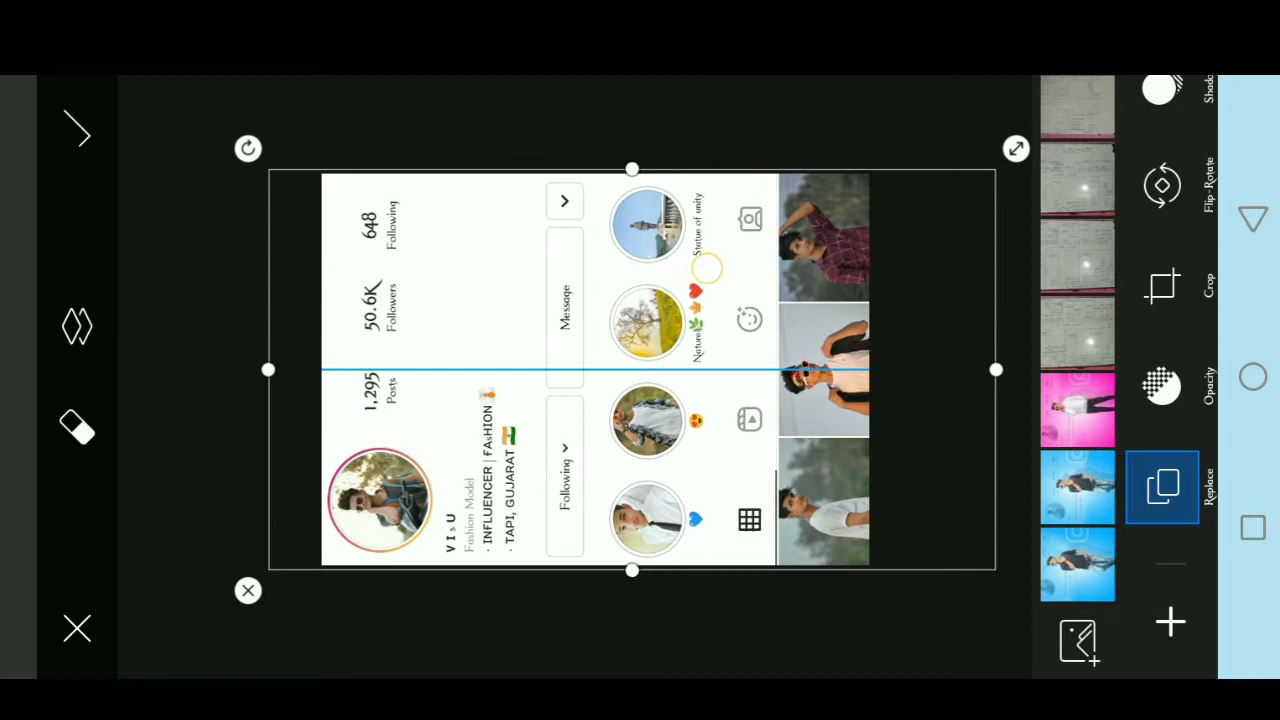 1,295 50.6K 648
Posts Followers Following
V I s U
Fashion Model
· INFLUENCER | FAsHION
· TAPI, GUJARAT 🇮🇳
Following Message
💙 😍 Nature🌿🍁❤️ Statue of unity
Replace Opacity Crop Flip-Rotate Shado